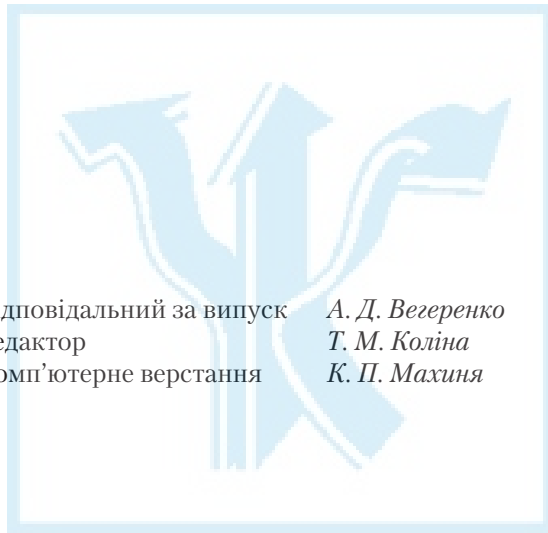 дповідальний за випуск А. Д. Вегеренко
едактор Т. М. Коліна
омп’ютерне верстання К. П. Махиня